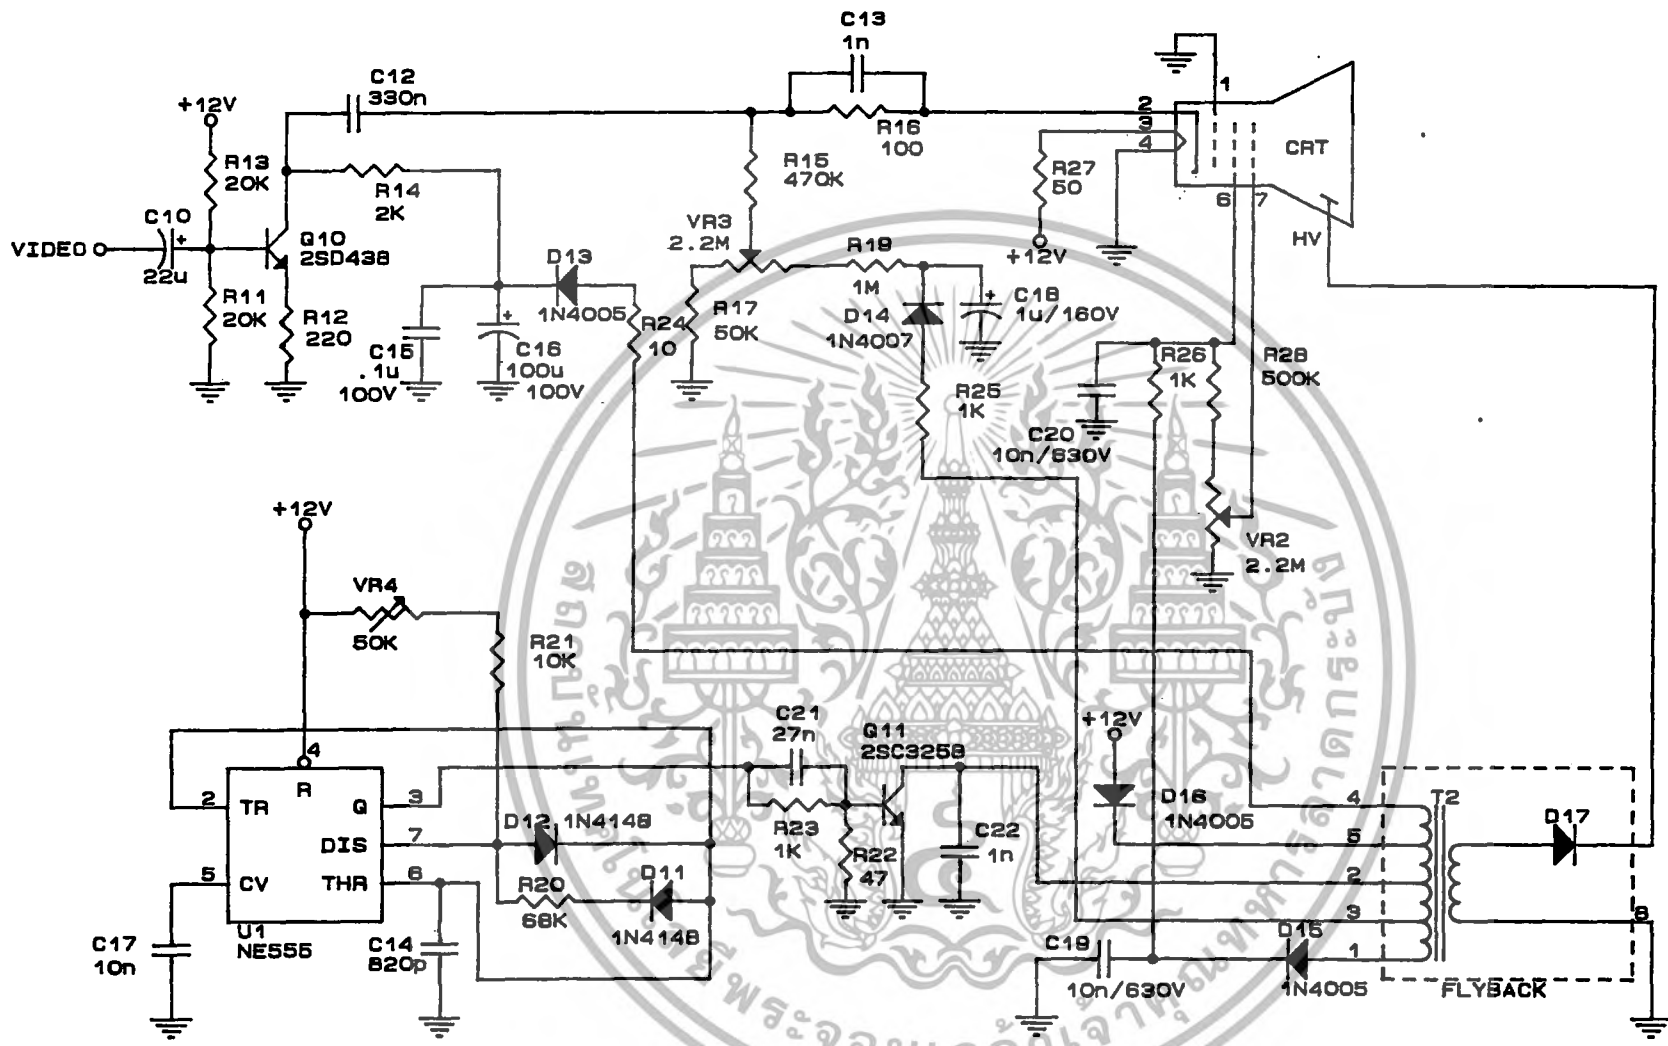 C13
1n
C12
330n
+12V
R13
20K
R14
2K
R16
100
R15
470K
C10
22u
VIDEO
Q10
2SD438
R11
20K
R12
220
C15
.1u
100V
C16
100u
100V
D13
1N4005
R24
10
VR3
2.2M
R17
50K
R19
1M
D14
1N4007
C18
1u/160V
R25
1K
R27
50
+12V
1
2
3
4
6
7
CRT
HV
C20
10n/630V
R26
1K
R28
500K
VR2
2.2M
+12V
VR4
50K
R21
10K
4
R
2
TR
Q
3
DIS
7
5
CV
THR
6
U1
NE555
C17
10n
C14
820p
D12
1N4148
R20
68K
D11
1N4148
C21
27n
R23
1K
R22
47
Q11
2SC3258
C22
1n
+12V
D16
1N4005
C19
10n/630V
D15
1N4005
4
5
2
3
1
T2
D17
8
FLYBACK